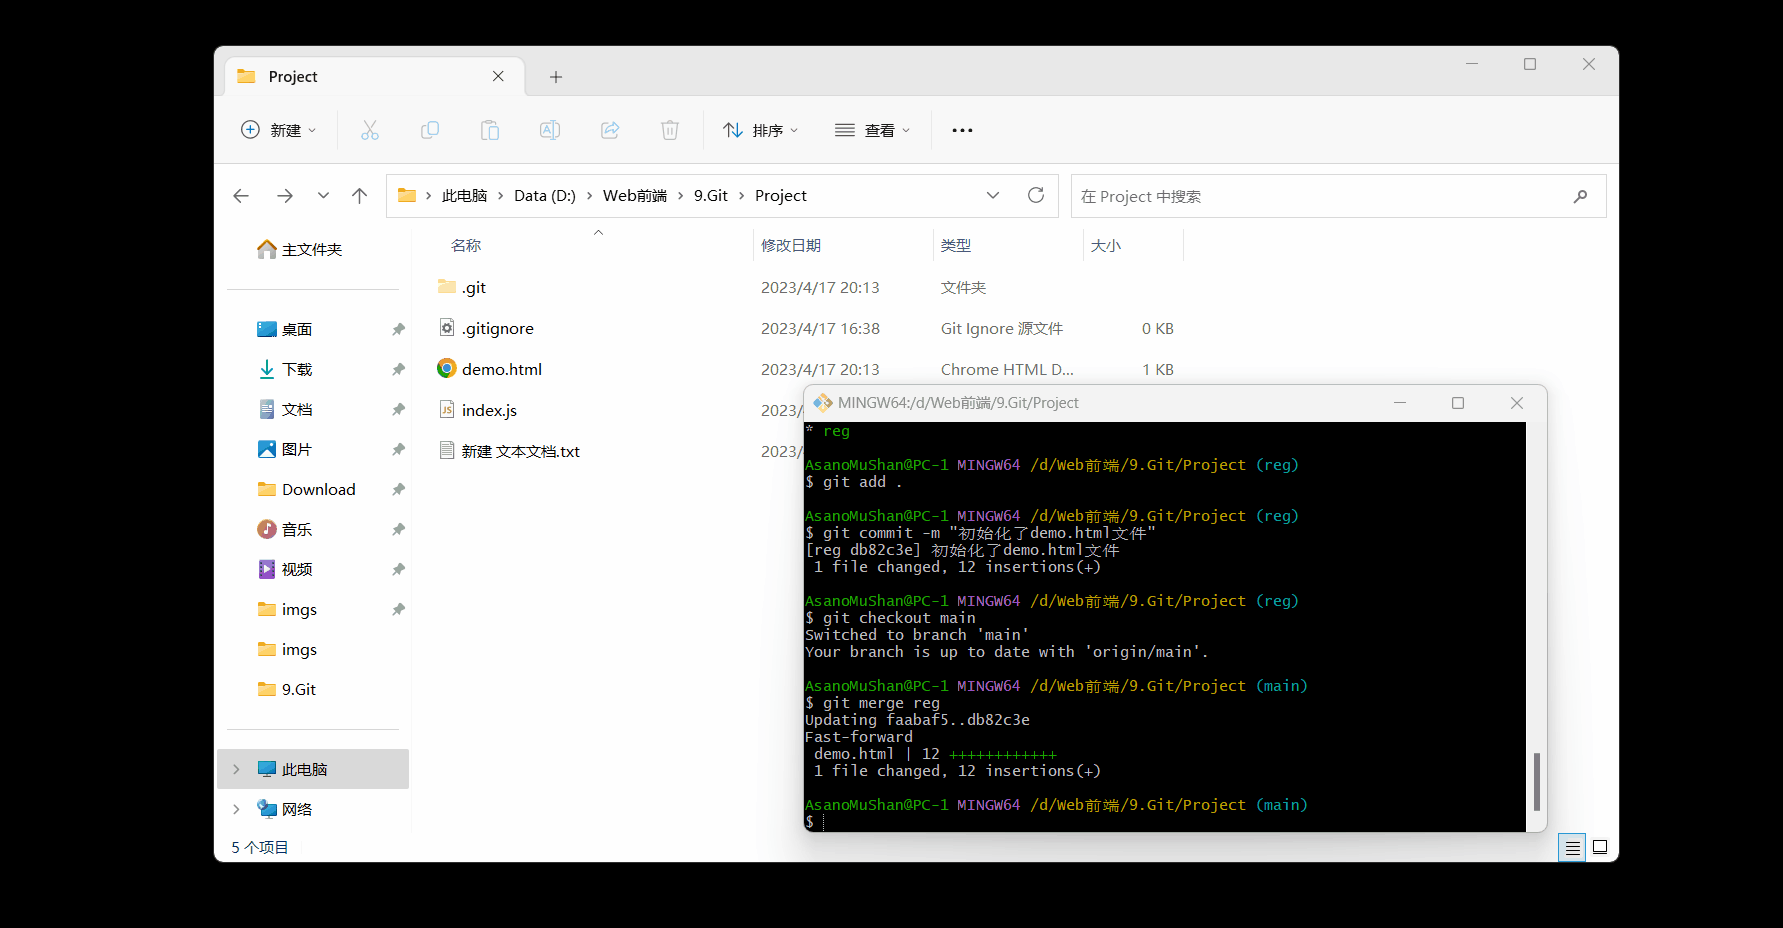 Project
新建
排序
查看
此电脑 Data (D:) Web前端 9.Git Project
在 Project 中搜索
主文件夹
桌面
下载
文档
图片
Download
音乐
视频
imgs
imgs
9.Git
此电脑
网络
名称 修改日期 类型 大小
.git 2023/4/17 20:13 文件夹
.gitignore 2023/4/17 16:38 Git Ignore 源文件 0 KB
demo.html 2023/4/17 20:13 Chrome HTML D... 1 KB
index.js 2023/
新建 文本文档.txt 2023/
MINGW64:/d/Web前端/9.Git/Project
* reg
AsanoMuShan@PC-1 MINGW64 /d/Web前端/9.Git/Project (reg)
$ git add .
AsanoMuShan@PC-1 MINGW64 /d/Web前端/9.Git/Project (reg)
$ git commit -m "初始化了demo.html文件"
[reg db82c3e] 初始化了demo.html文件
1 file changed, 12 insertions(+)
AsanoMuShan@PC-1 MINGW64 /d/Web前端/9.Git/Project (reg)
$ git checkout main
Switched to branch 'main'
Your branch is up to date with 'origin/main'.
AsanoMuShan@PC-1 MINGW64 /d/Web前端/9.Git/Project (main)
$ git merge reg
Updating faabaf5..db82c3e
Fast-forward
demo.html | 12 ++++++++++++
1 file changed, 12 insertions(+)
AsanoMuShan@PC-1 MINGW64 /d/Web前端/9.Git/Project (main)
$
5 个项目